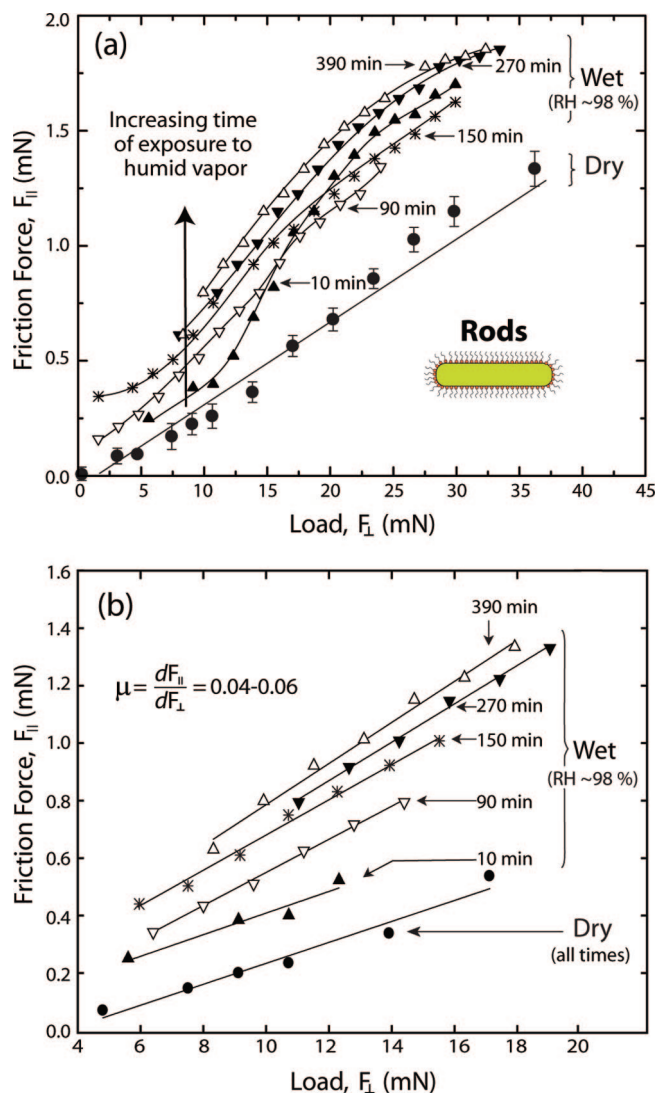 (a)
2.0
1.5
1.0
0.5
0.0
Friction Force, F∥ (mN)
390 min
270 min
Wet
(RH ~98 %)
150 min
Dry
Increasing time
of exposure to
humid vapor
90 min
10 min
Rods
0 5 10 15 20 25 30 35 40 45
Load, F⊥ (mN)
(b)
1.6
1.4
1.2
1.0
0.8
0.6
0.4
0.2
0.0
Friction Force, F∥ (mN)
390 min
μ = dF∥/dF⊥ = 0.04-0.06
270 min
150 min
Wet
(RH ~98 %)
90 min
10 min
Dry
(all times)
4 6 8 10 12 14 16 18 20
Load, F⊥ (mN)